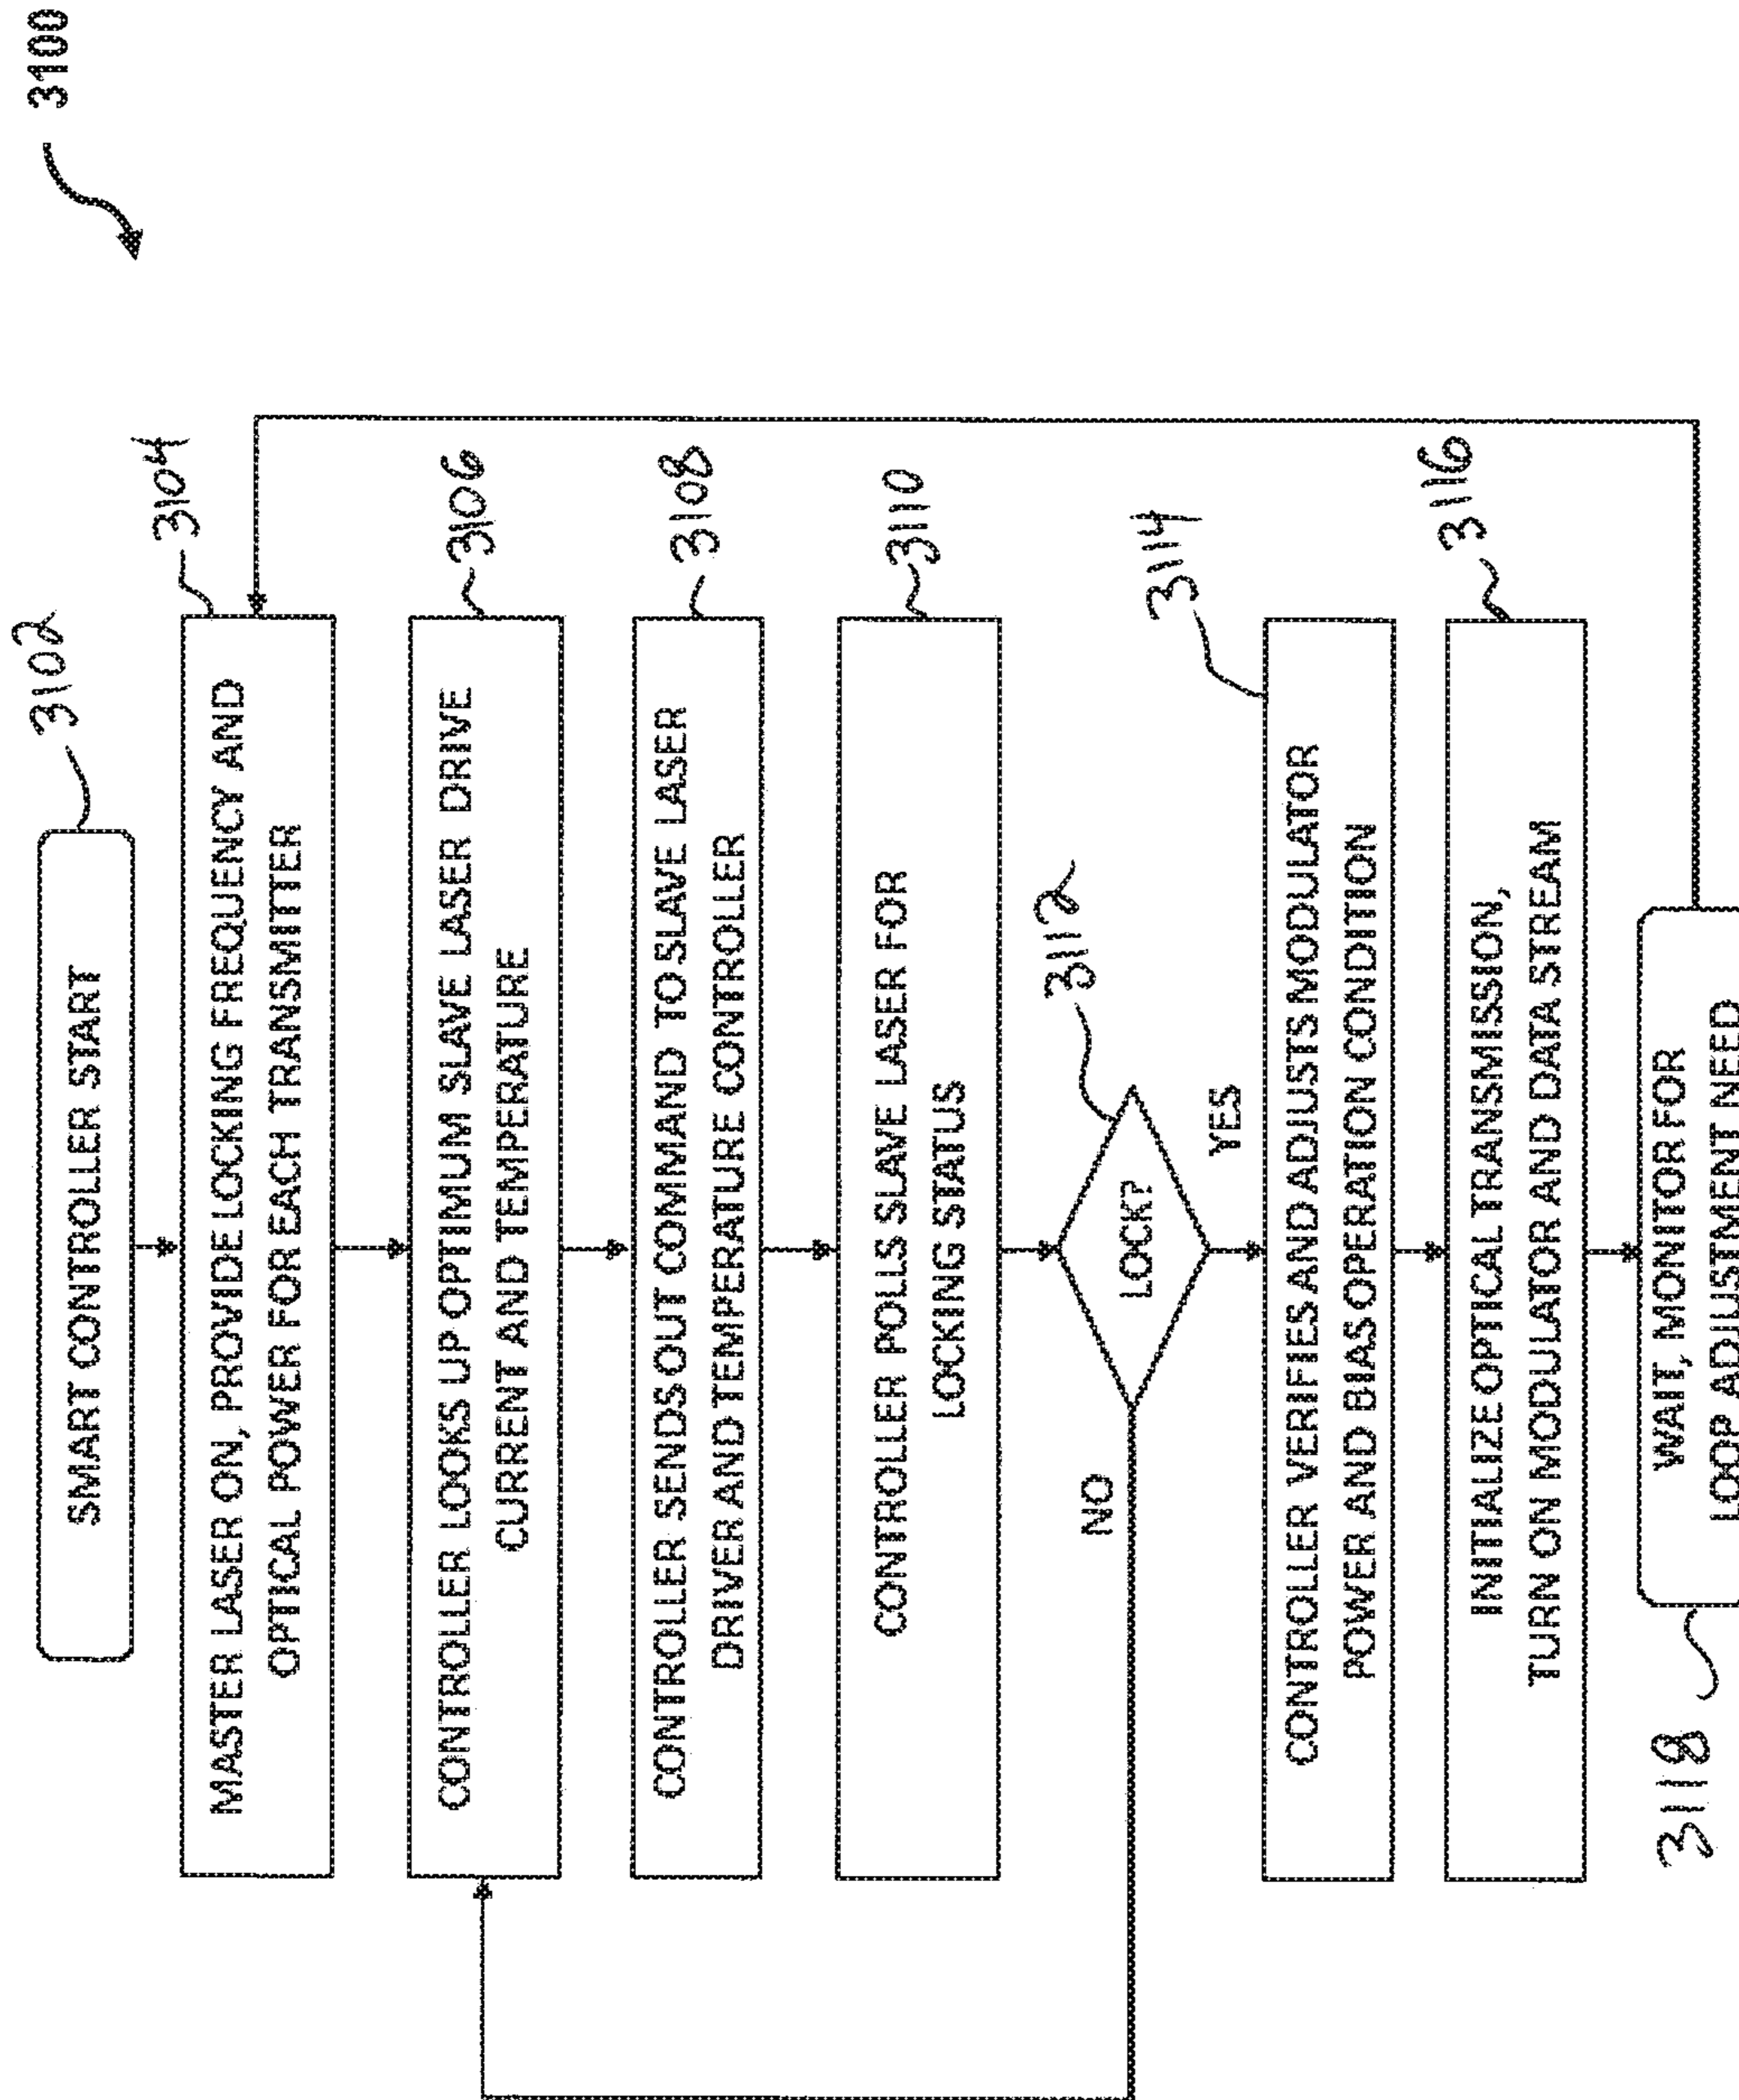 3100
SMART CONTROLLER START
3102
MASTER LASER ON, PROVIDE LOCKING FREQUENCY AND
OPTICAL POWER FOR EACH TRANSMITTER
3104
CONTROLLER LOOKS UP OPTIMUM SLAVE LASER DRIVE
CURRENT AND TEMPERATURE
3106
CONTROLLER SENDS OUT COMMAND TO SLAVE LASER
DRIVER AND TEMPERATURE CONTROLLER
3108
CONTROLLER POLLS SLAVE LASER FOR
LOCKING STATUS
3110
LOCK?
3112
NO
YES
CONTROLLER VERIFIES AND ADJUSTS MODULATOR
POWER AND BIAS OPERATION CONDITION
3114
INITIALIZE OPTICAL TRANSMISSION,
TURN ON MODULATOR AND DATA STREAM
3116
WAIT, MONITOR FOR
LOOP ADJUSTMENT NEED
3118